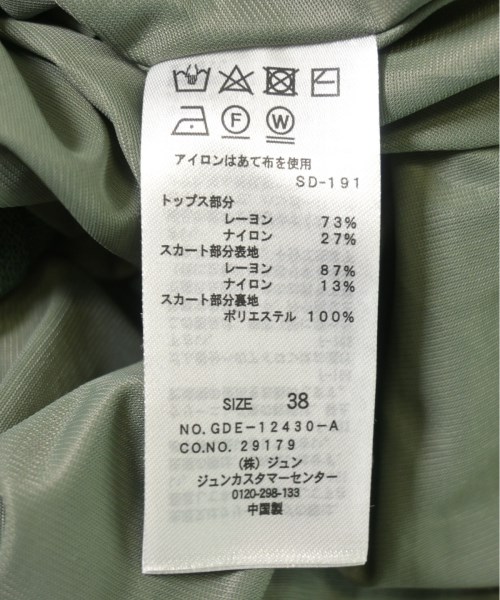 F W
アイロンはあて布を使用
SD-191
トップス部分
レーヨン 73%
ナイロン 27%
スカート部分表地
レーヨン 87%
ナイロン 13%
スカート部分裏地
ポリエステル 100%
SIZE 38
NO.GDE-12430-A
CO.NO. 29179
(株)ジュン
ジュンカスタマーセンター
0120-298-133
中国製